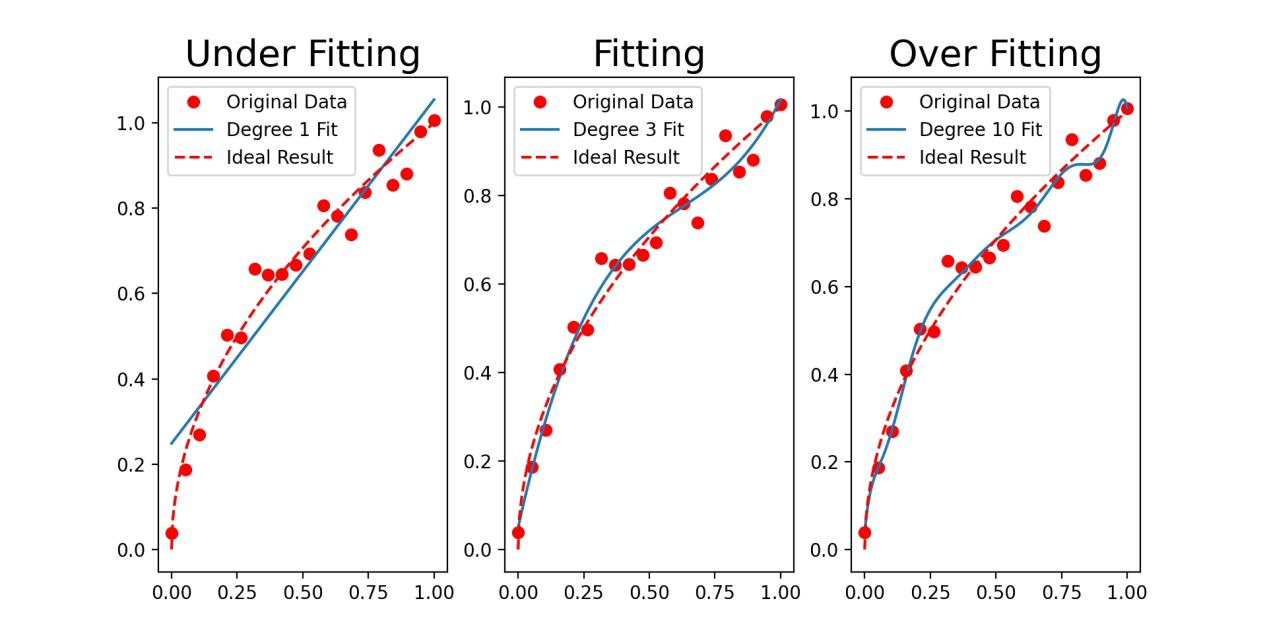 Under Fitting
Original Data
Degree 1 Fit
Ideal Result
1.0
0.8
0.6
0.4
0.2
0.0
0.00 0.25 0.50 0.75 1.00
Fitting
Original Data
Degree 3 Fit
Ideal Result
1.0
0.8
0.6
0.4
0.2
0.0
0.00 0.25 0.50 0.75 1.00
Over Fitting
Original Data
Degree 10 Fit
Ideal Result
1.0
0.8
0.6
0.4
0.2
0.0
0.00 0.25 0.50 0.75 1.00